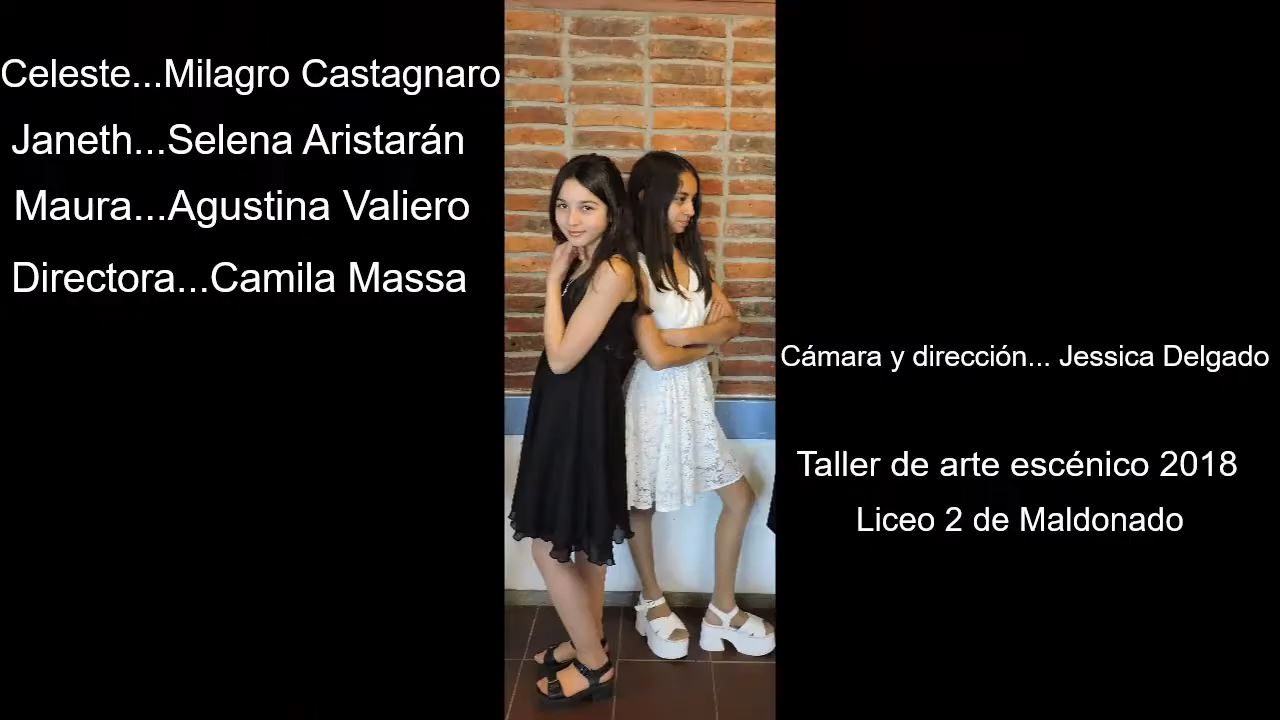 Celeste...Milagro Castagnaro
Janeth...Selena Aristarán
Maura...Agustina Valiero
Directora...Camila Massa
Cámara y dirección... Jessica Delgado
Taller de arte escénico 2018
Liceo 2 de Maldonado